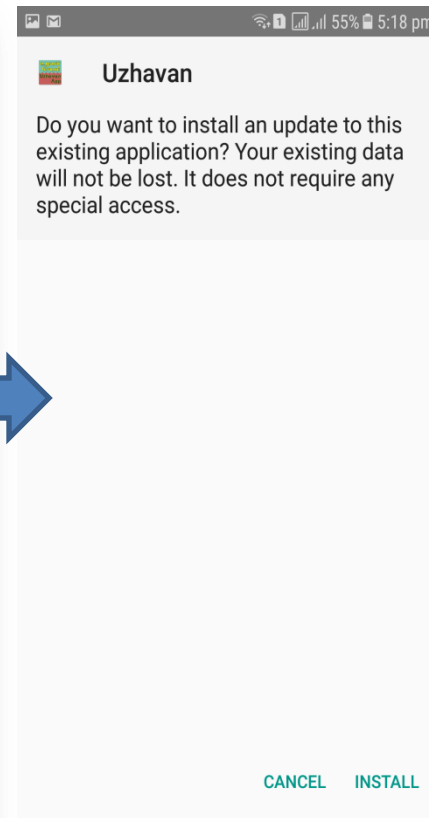 1 55% 5:18 pm
Uzhavan
Do you want to install an update to this
existing application? Your existing data
will not be lost. It does not require any
special access.
CANCEL INSTALL